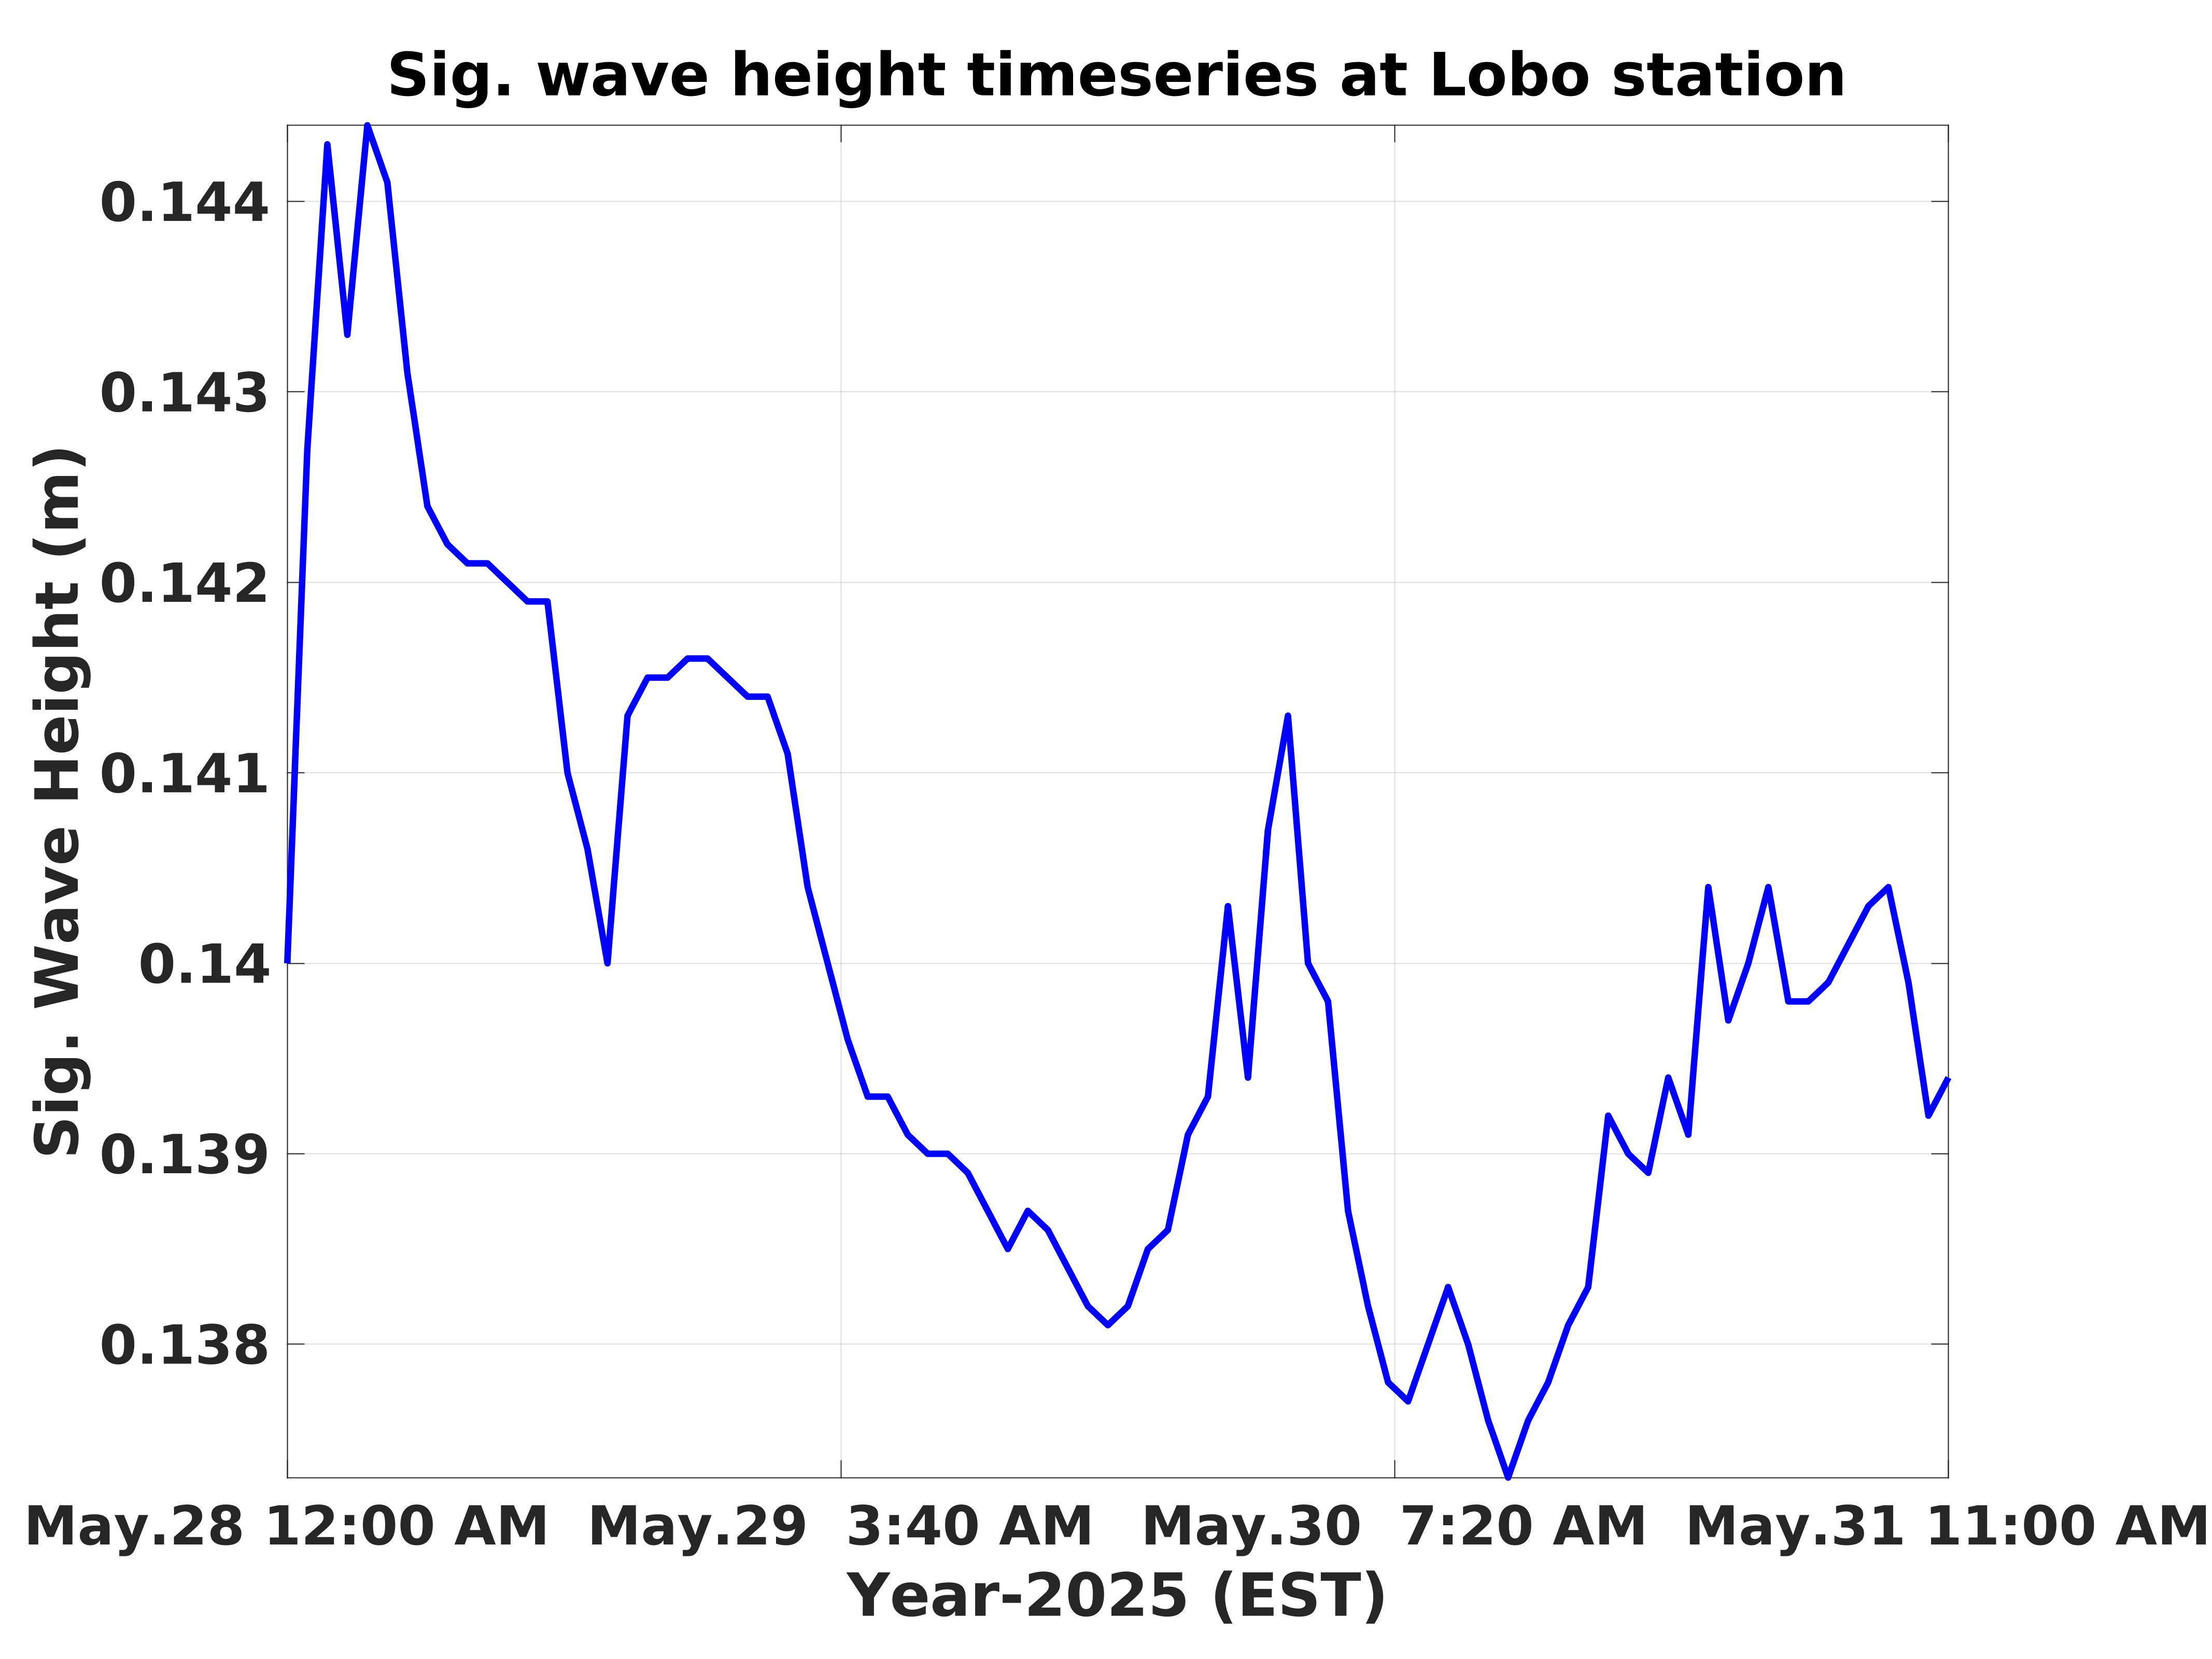 Sig. wave height timeseries at Lobo station
Sig. Wave Height (m)
0.144
0.143
0.142
0.141
0.14
0.139
0.138
May.28 12:00 AM May.29 3:40 AM May.30 7:20 AM May.31 11:00 AM
Year-2025 (EST)